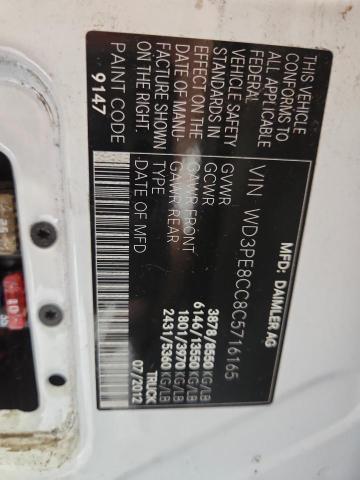 MFD. DAIMLER AG
VIN WD3PE8CC8C5716165
GVWR 3878/8550 KG/LB
GCWR 6146/13550 KG/LB
GAWR FRONT 1801/3970 KG/LB
GAWR REAR 2431/5360 KG/LB
TYPE TRUCK
DATE OF MFD 07/2012
THIS VEHICLE CONFORMS TO
ALL APPLICABLE
FEDERAL
VEHICLE SAFETY
EFFECT ON THE
DATE OF MANU-
FACTURE SHOWN
ON THE RIGHT.
PAINT CODE
9147
25
10